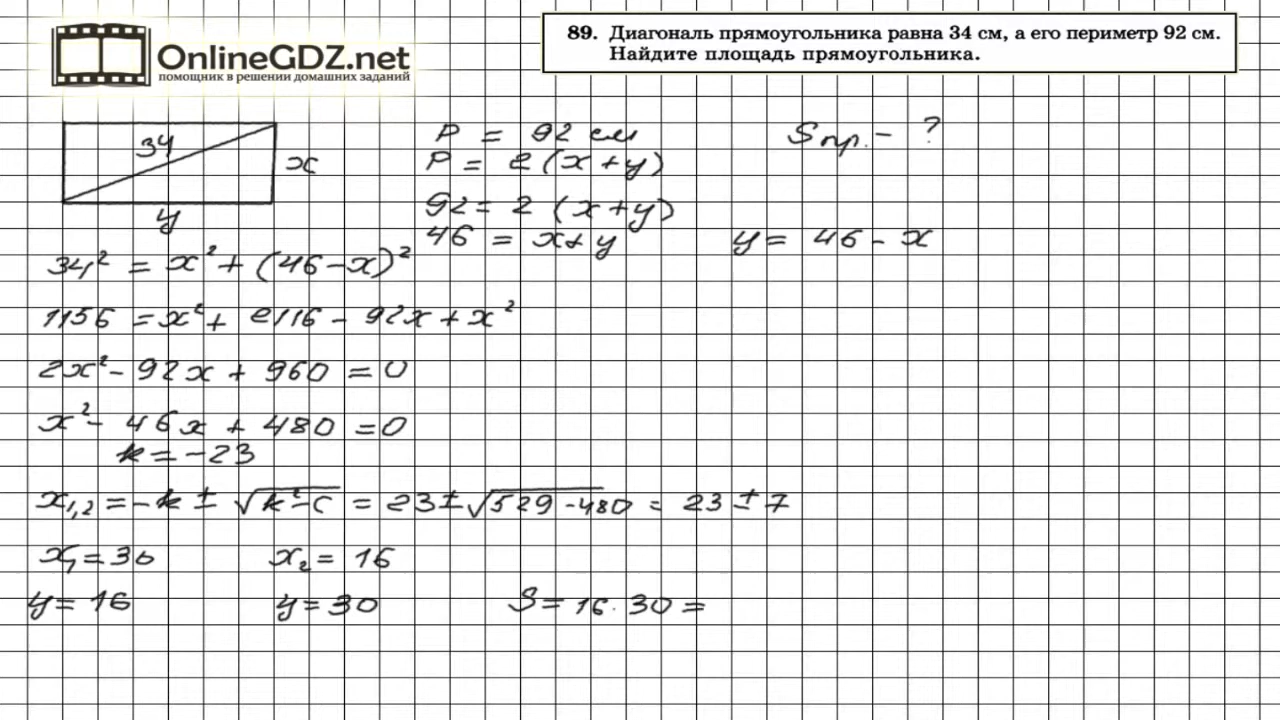 OnlineGDZ.net
помощник в решении домашних заданий
89. Диагональ прямоугольника равна 34 см, а его периметр 92 см.
Найдите площадь прямоугольника.
34
x
y
P = 92 см
P = 2 (x + y)
92 = 2 (x + y)
46 = x + y
Sпр. - ?
y = 46 - x
34² = x² + (46 - x)²
1156 = x² + 2116 - 92x + x²
2x² - 92x + 960 = 0
x² - 46x + 480 = 0
k = -23
x₁,₂ = -k ± √k² - c = 23 ± √529 - 480 = 23 ± 7
x₁ = 30 x₂ = 16
y = 16 y = 30 S = 16 · 30 =